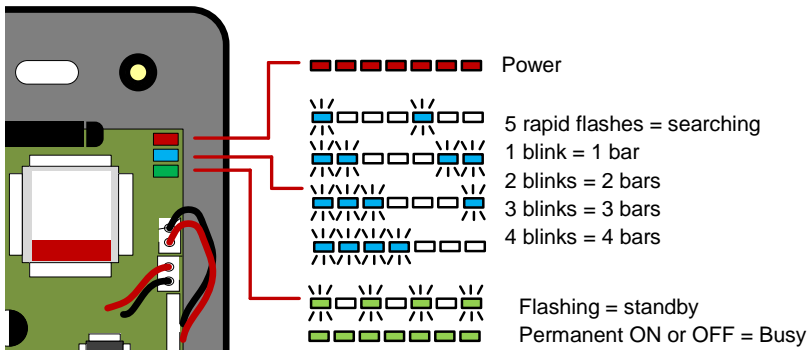 Power
5 rapid flashes = searching
1 blink = 1 bar
2 blinks = 2 bars
3 blinks = 3 bars
4 blinks = 4 bars
Flashing = standby
Permanent ON or OFF = Busy